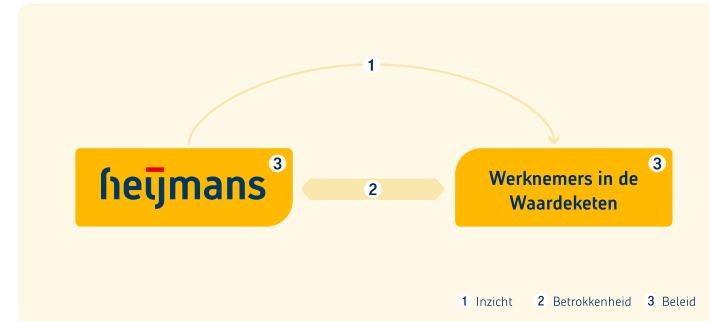 1
3
3
heijmans
2
Werknemers in de
Waardeketen
1 Inzicht 2 Betrokkenheid 3 Beleid